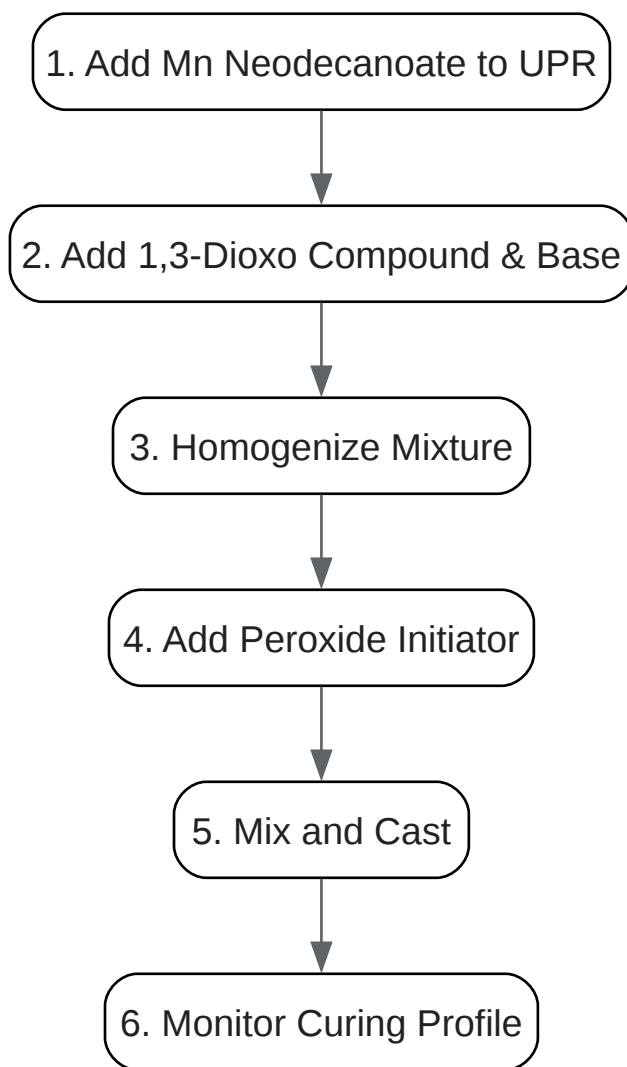 1. Add Mn Neodecanoate to UPR
2. Add 1,3-Dioxo Compound & Base
3. Homogenize Mixture
4. Add Peroxide Initiator
5. Mix and Cast
6. Monitor Curing Profile